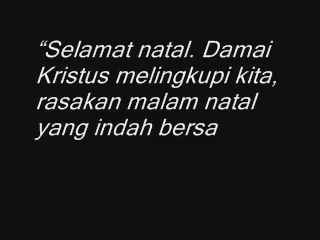 “Selamat natal. Damai
Kristus melingkupi kita,
rasakan malam natal
yang indah bersa